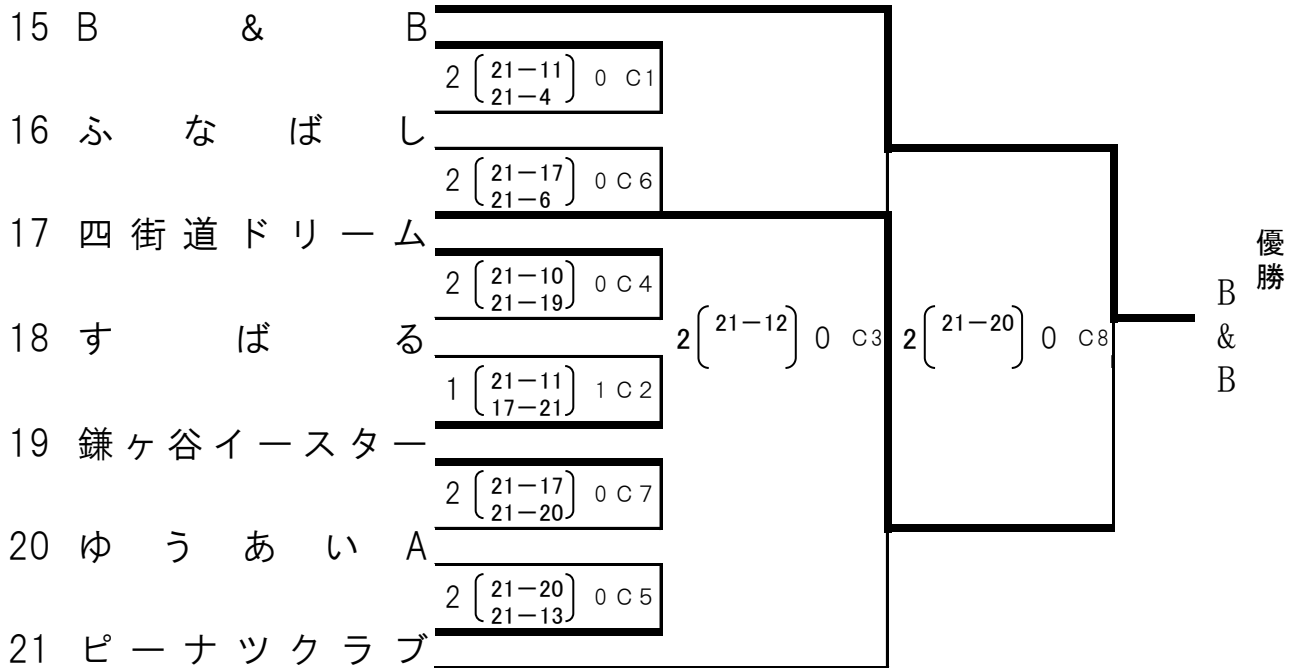 15 B & B
2 (21-11) 0 C1
21-4
16 ふなばし
2 (21-17) 0 C6
21-6
17 四街道ドリーム
2 (21-10) 0 C4
21-19
18 すばる
1 (21-11) 1 C2
17-21
19 鎌ヶ谷イースター
2 (21-17) 0 C7
21-20
20 ゆうあいA
2 (21-20) 0 C5
21-13
21 ピーナツクラブ
2 (21-12) 0 C3
2 (21-20) 0 C8
優勝
B&B